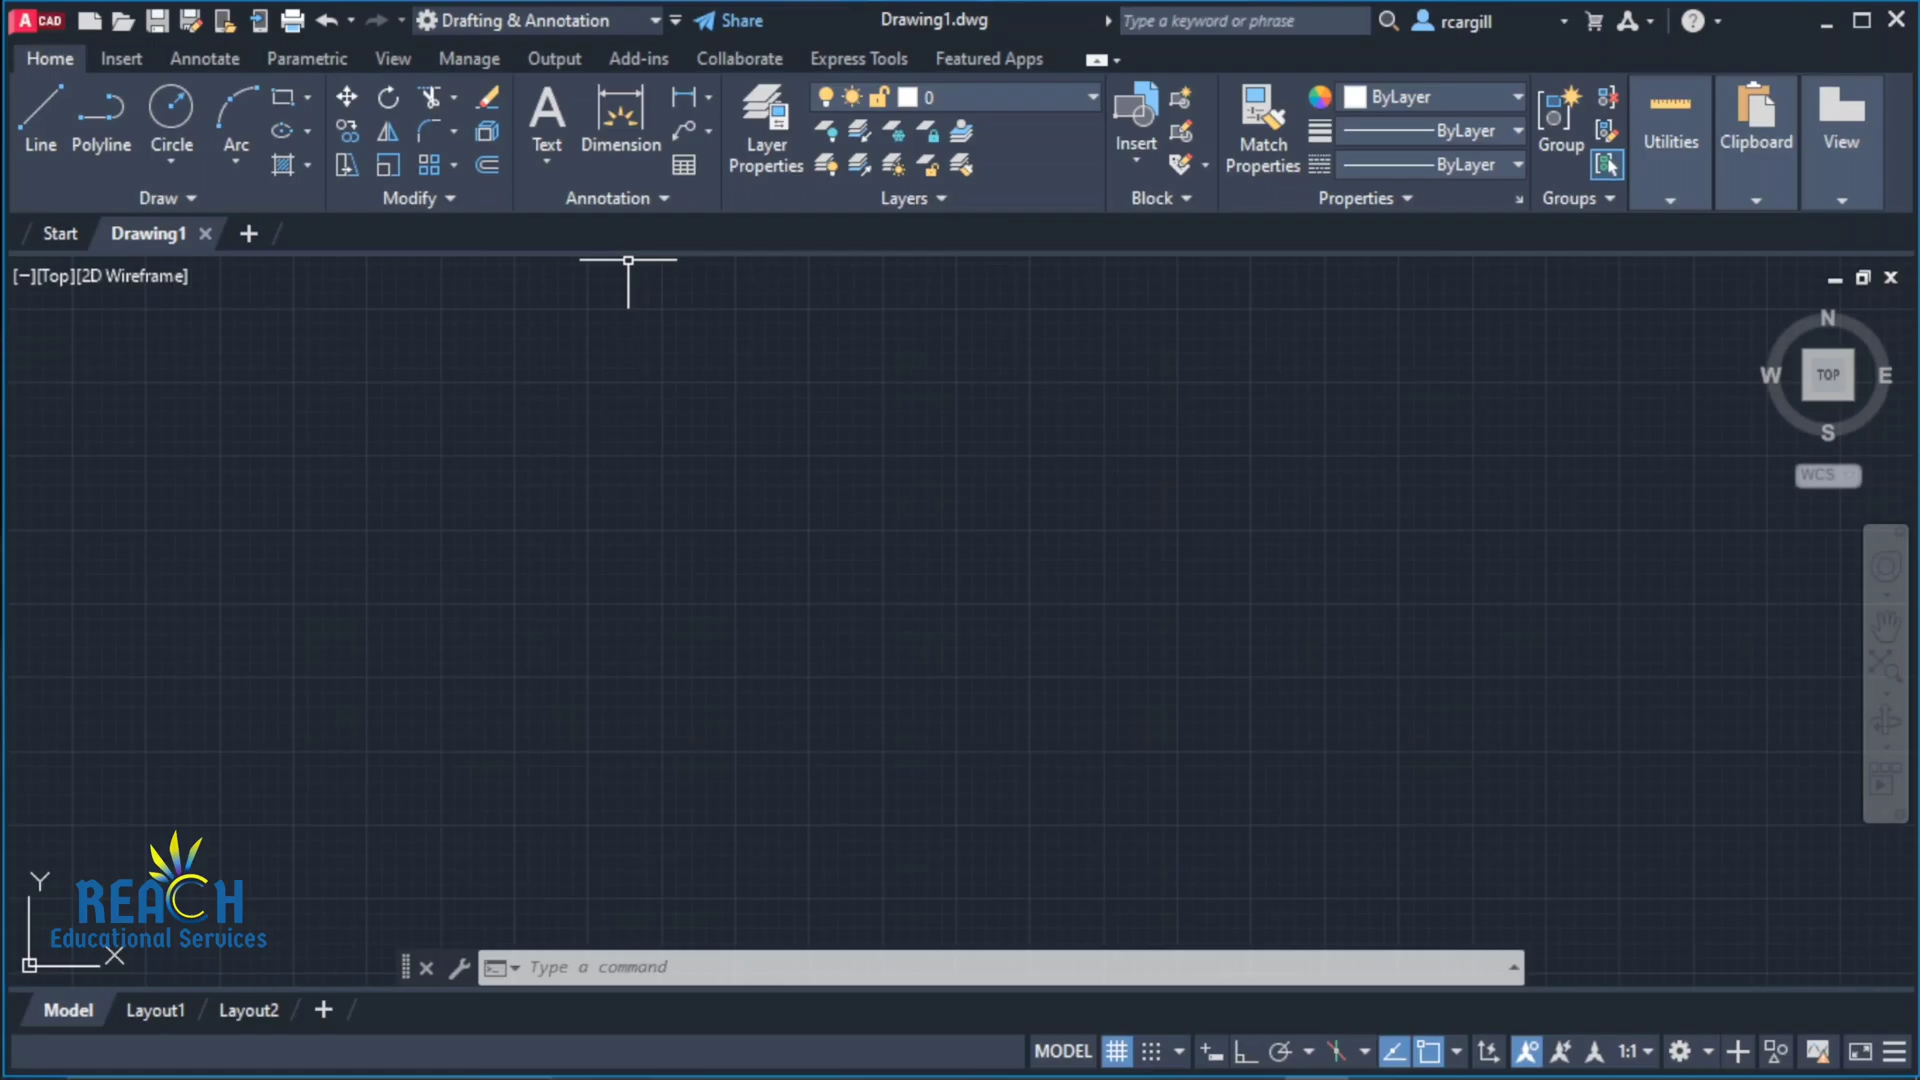 A CAD
Drafting & Annotation
Share
Drawing1.dwg
Type a keyword or phrase
rcargill
Home
Insert
Annotate
Parametric
View
Manage
Output
Add-ins
Collaborate
Express Tools
Featured Apps
0
ByLayer
ByLayer
ByLayer
Line
Polyline
Circle
Arc
Text
Dimension
Layer
Properties
Insert
Match
Properties
Group
Utilities
Clipboard
View
Draw
Modify
Annotation
Layers
Block
Properties
Groups
Start
Drawing1
[−][Top][2D Wireframe]
N
W
TOP
E
S
WCS
Y
X
REACH
Educational Services
Type a command
Model
Layout1
Layout2
MODEL
1:1